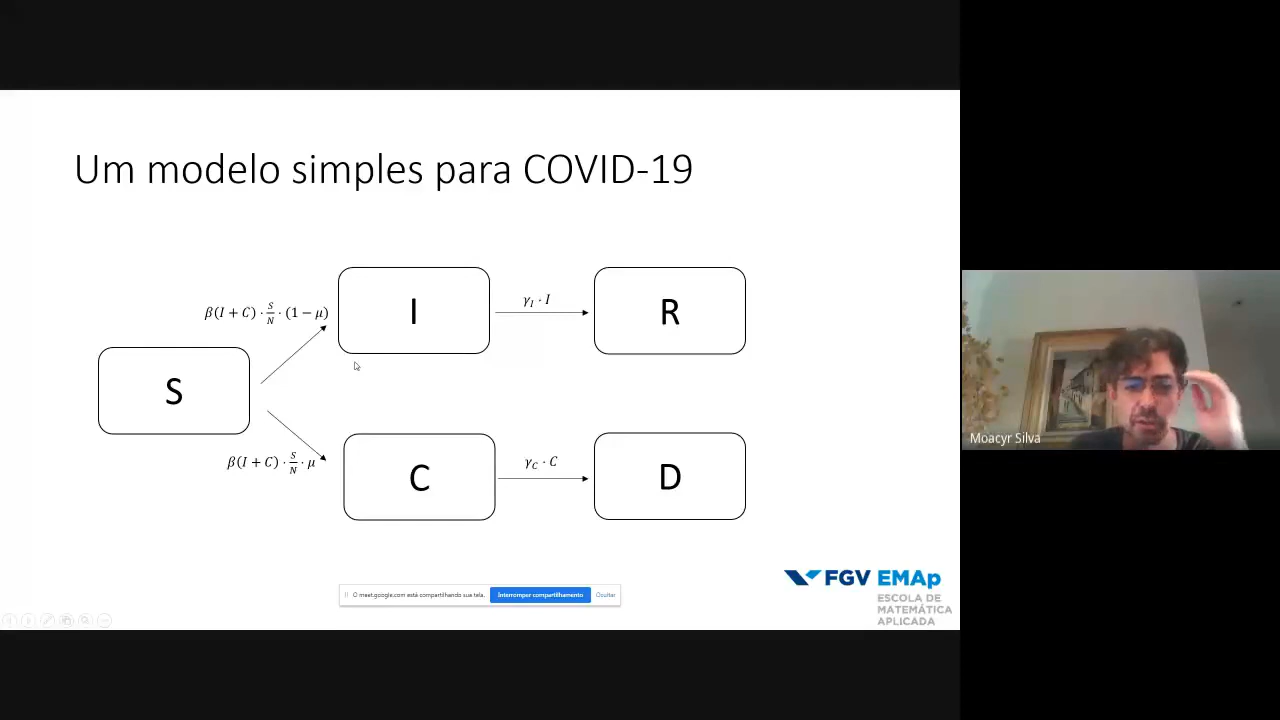 Um modelo simples para COVID-19
β(I + C) · S/N · (1 − μ)
I
γ_I · I
R
S
β(I + C) · S/N · μ
C
γ_C · C
D
Moacyr Silva
FGV EMAp
ESCOLA DE
MATEMÁTICA
APLICADA
O meet.google.com está compartilhando sua tela.
Interromper compartilhamento
Ocultar